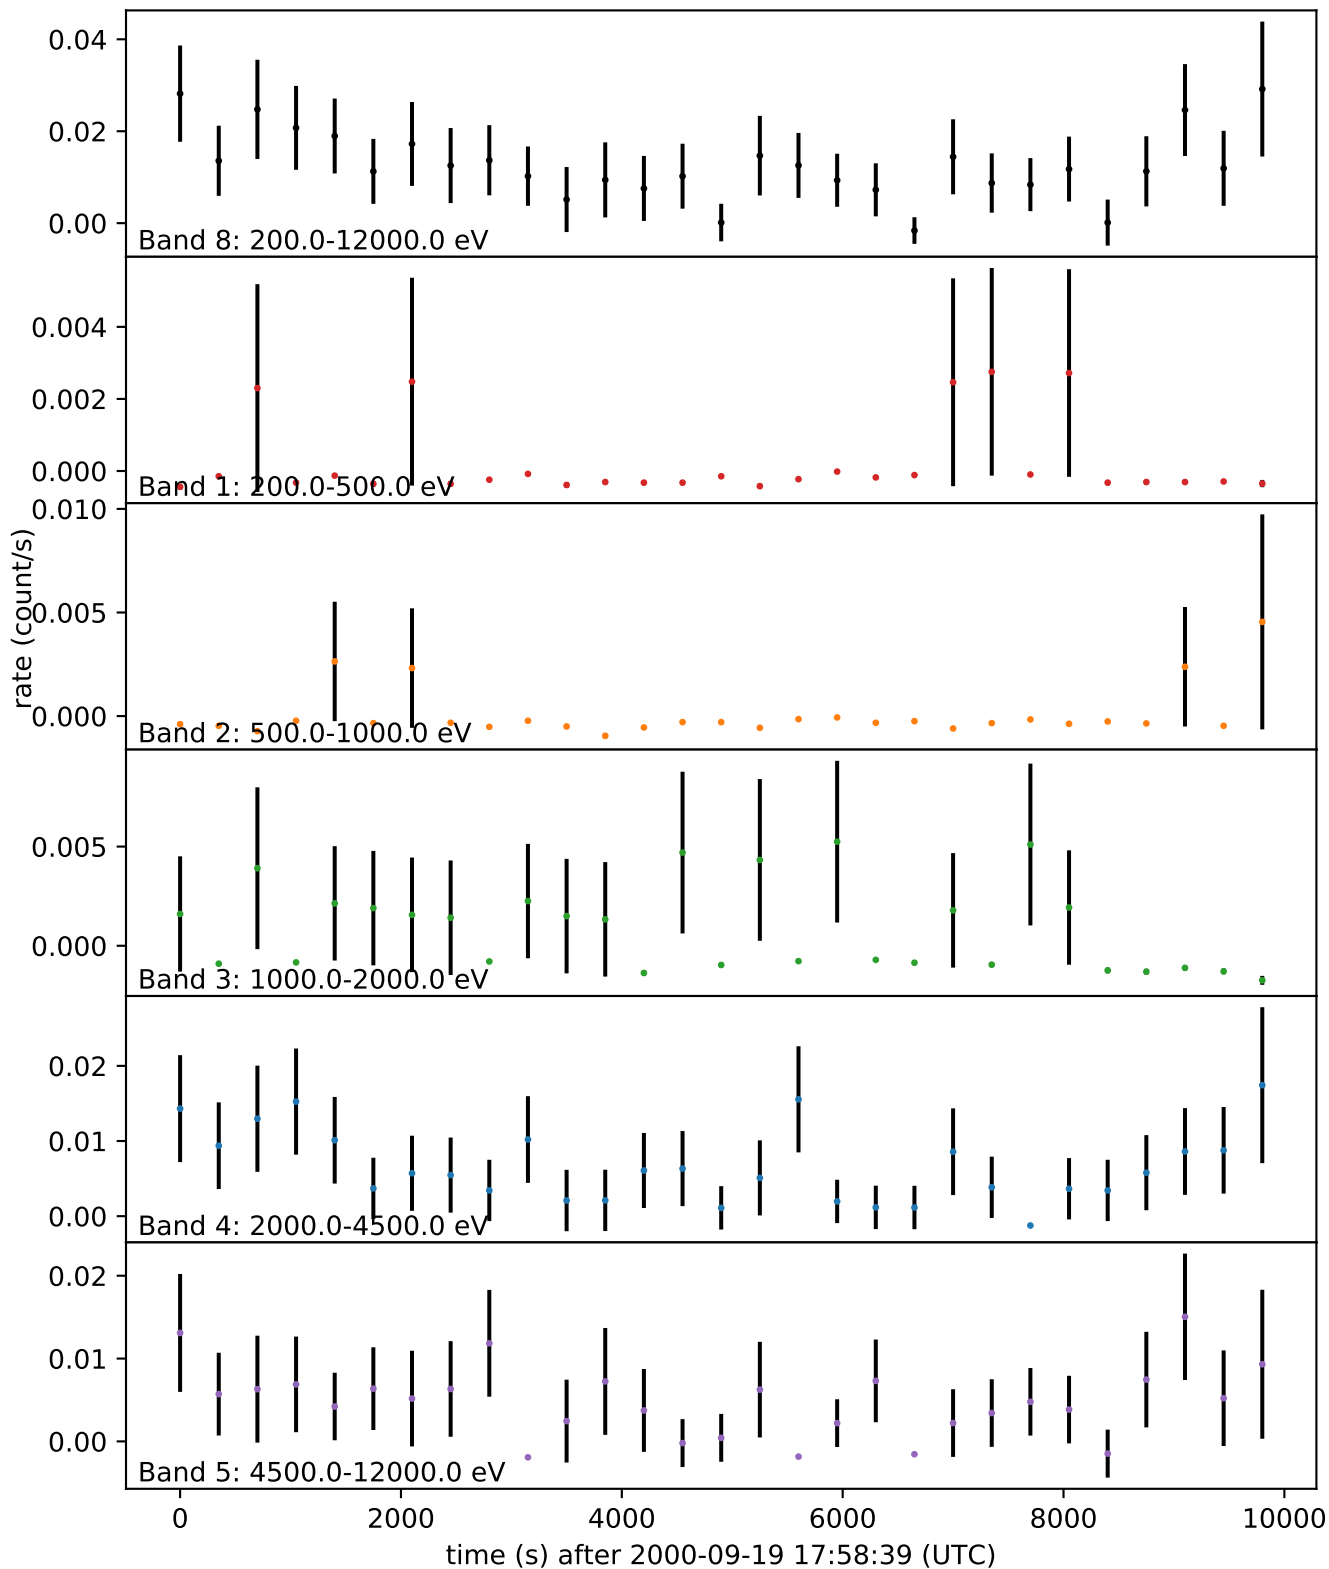 0.04
0.02
0.00
Band 8: 200.0-12000.0 eV
0.004
0.002
0.000
Band 1: 200.0-500.0 eV
rate (count/s)
0.010
0.005
0.000
Band 2: 500.0-1000.0 eV
0.005
0.000
Band 3: 1000.0-2000.0 eV
0.02
0.01
0.00
Band 4: 2000.0-4500.0 eV
0.02
0.01
0.00
Band 5: 4500.0-12000.0 eV
0 2000 4000 6000 8000 10000
time (s) after 2000-09-19 17:58:39 (UTC)